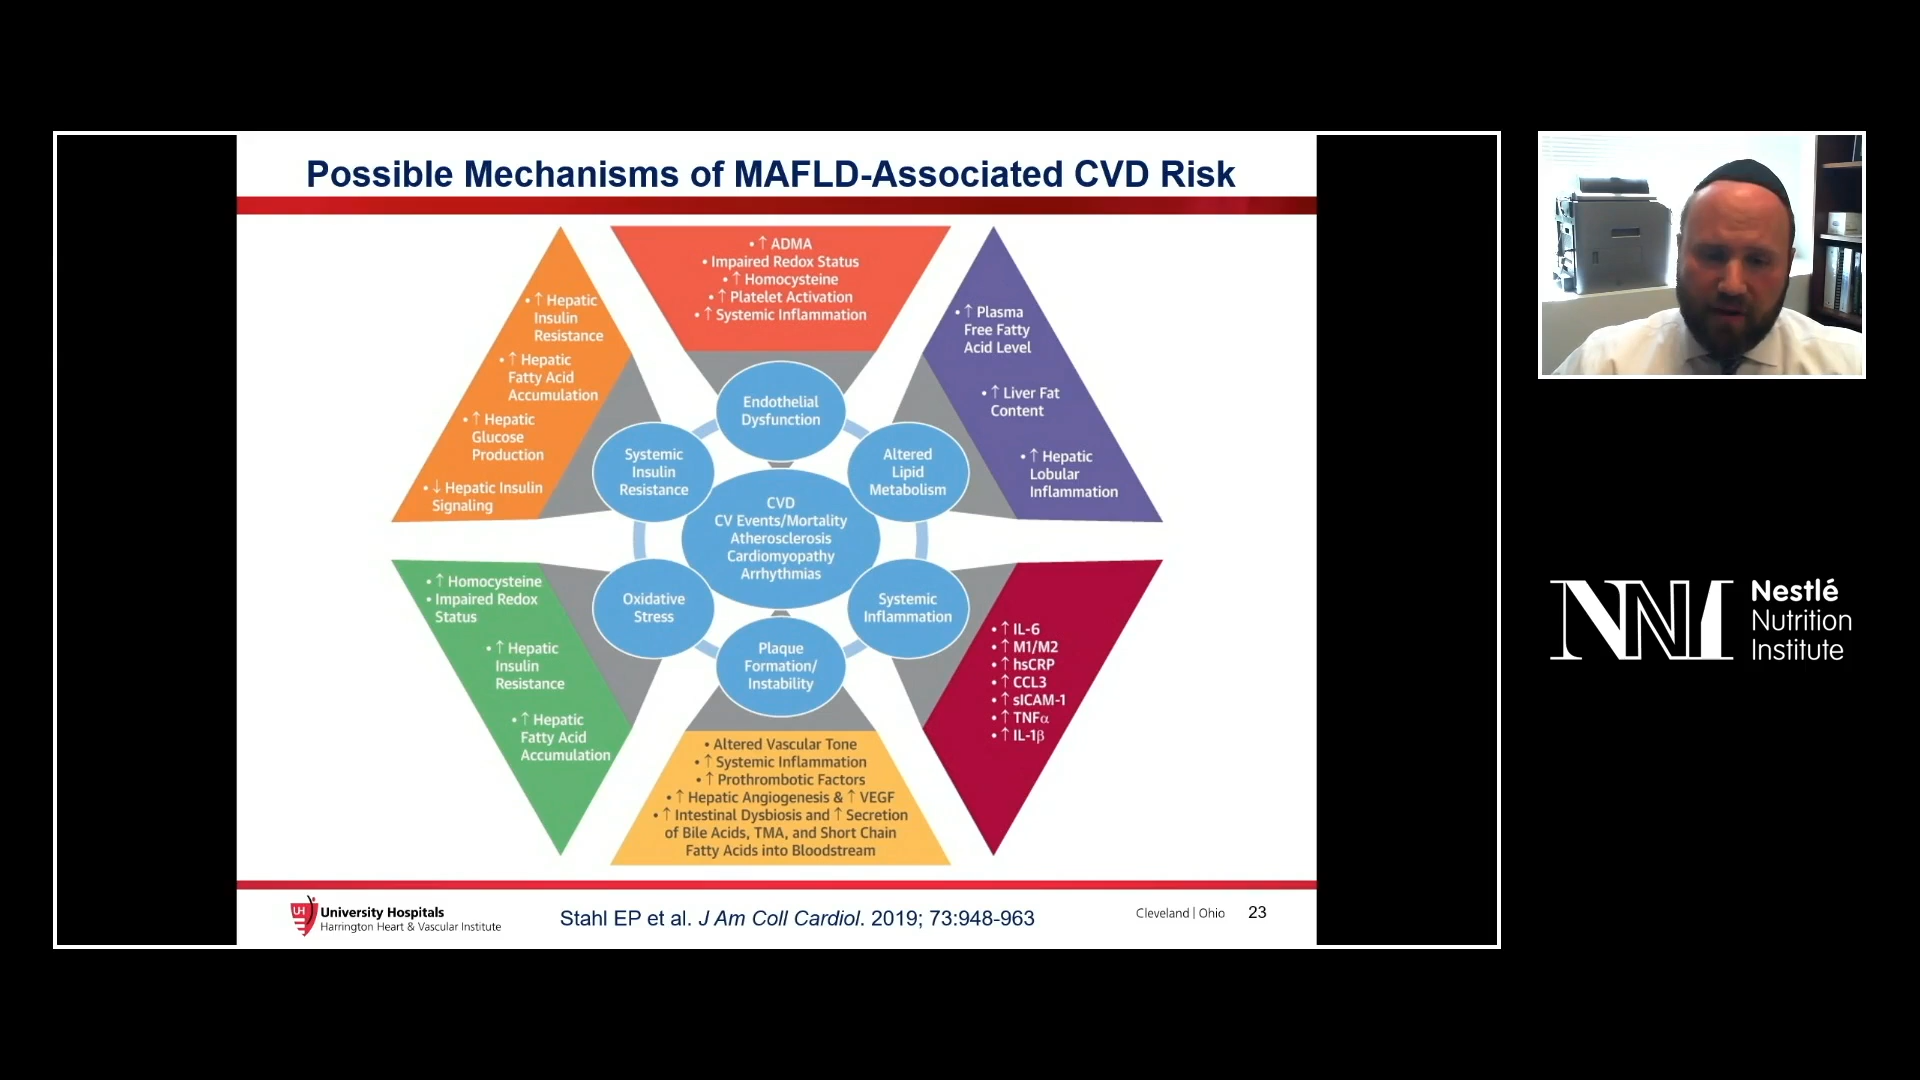 Possible Mechanisms of MAFLD-Associated CVD Risk
• ↑ ADMA
• Impaired Redox Status
• ↑ Homocysteine
• ↑ Platelet Activation
• ↑ Systemic Inflammation
• ↑ Hepatic
Insulin
Resistance
• ↑ Hepatic
Fatty Acid
Accumulation
• ↑ Hepatic
Glucose
Production
• ↓ Hepatic Insulin
Signaling
• ↑ Plasma
Free Fatty
Acid Level
• ↑ Liver Fat
Content
• ↑ Hepatic
Lobular
Inflammation
Endothelial
Dysfunction
Systemic
Insulin
Resistance
Altered
Lipid
Metabolism
CVD
CV Events/Mortality
Atherosclerosis
Cardiomyopathy
Arrhythmias
Oxidative
Stress
Systemic
Inflammation
Plaque
Formation/
Instability
• ↑ Homocysteine
• Impaired Redox
Status
• ↑ Hepatic
Insulin
Resistance
• ↑ Hepatic
Fatty Acid
Accumulation
• ↑ IL-6
• ↑ M1/M2
• ↑ hsCRP
• ↑ CCL3
• ↑ sICAM-1
• ↑ TNFα
• ↑ IL-1β
• Altered Vascular Tone
• ↑ Systemic Inflammation
• ↑ Prothrombotic Factors
• ↑ Hepatic Angiogenesis & ↑ VEGF
• ↑ Intestinal Dysbiosis and ↑ Secretion
of Bile Acids, TMA, and Short Chain
Fatty Acids into Bloodstream
UH
University Hospitals
Harrington Heart & Vascular Institute
Stahl EP et al. J Am Coll Cardiol. 2019; 73:948-963
Cleveland | Ohio
23
NNI
Nestlé
Nutrition
Institute